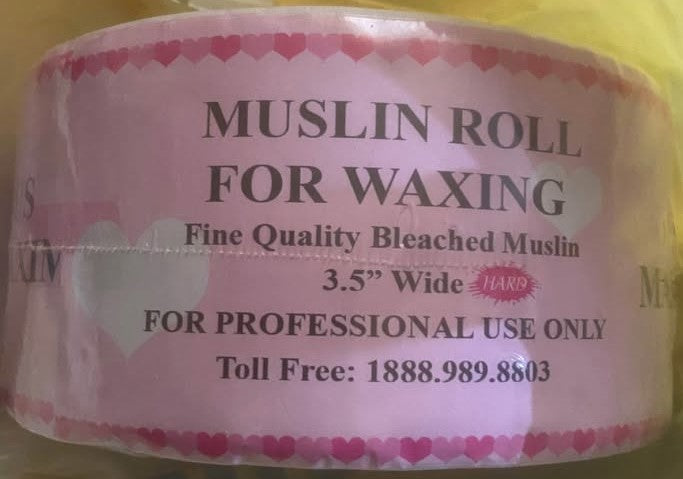 MUSLIN ROLL
FOR WAXING
Fine Quality Bleached Muslin
3.5” Wide HARD
FOR PROFESSIONAL USE ONLY
Toll Free: 1888.989.8803